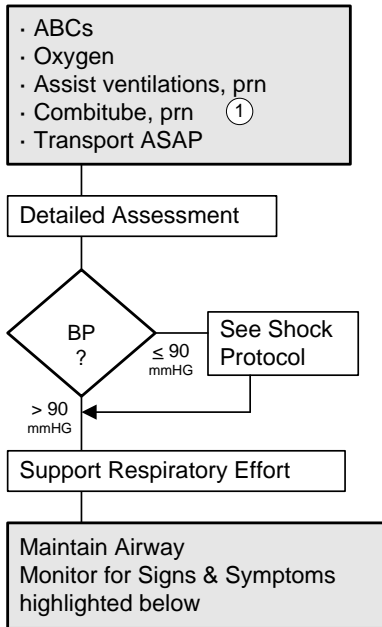 · ABCs
· Oxygen
· Assist ventilations, prn
· Combitube, prn 1
· Transport ASAP
Detailed Assessment
BP
?
≤ 90
mmHG
See Shock
Protocol
> 90
mmHG
Support Respiratory Effort
Maintain Airway
Monitor for Signs & Symptoms
highlighted below